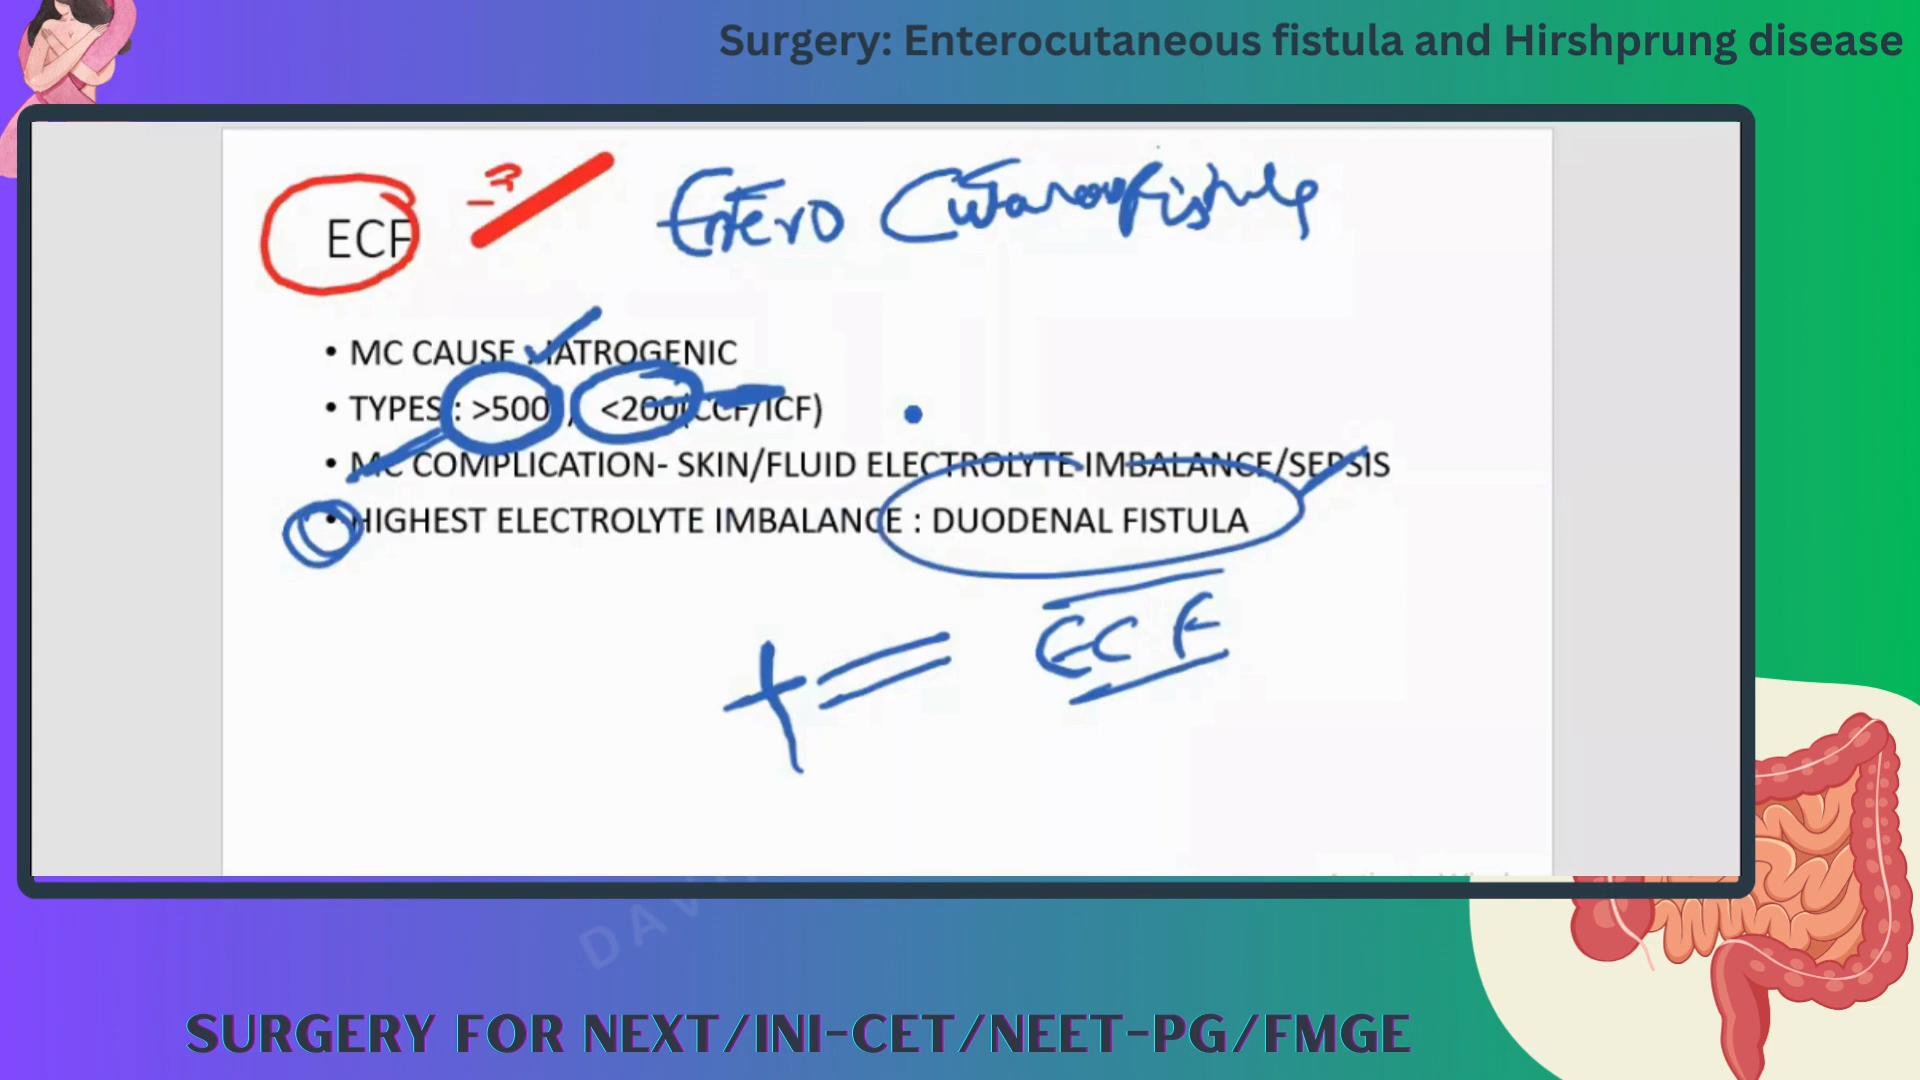 Surgery: Enterocutaneous fistula and Hirshprung disease
ECF
Entero Cutaneous Fistula
• MC CAUSE : IATROGENIC
• TYPES : >500 , <200(CCF/ICF)
• MC COMPLICATION- SKIN/FLUID ELECTROLYTE IMBALANCE/SEPSIS
• HIGHEST ELECTROLYTE IMBALANCE : DUODENAL FISTULA
ECF
SURGERY FOR NEXT/INI-CET/NEET-PG/FMGE